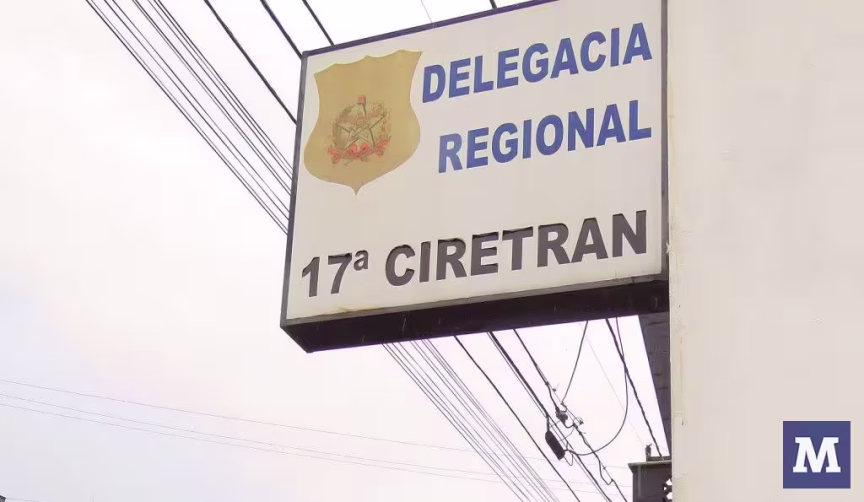 DELEGACIA
REGIONAL
17ª CIRETRAN
M